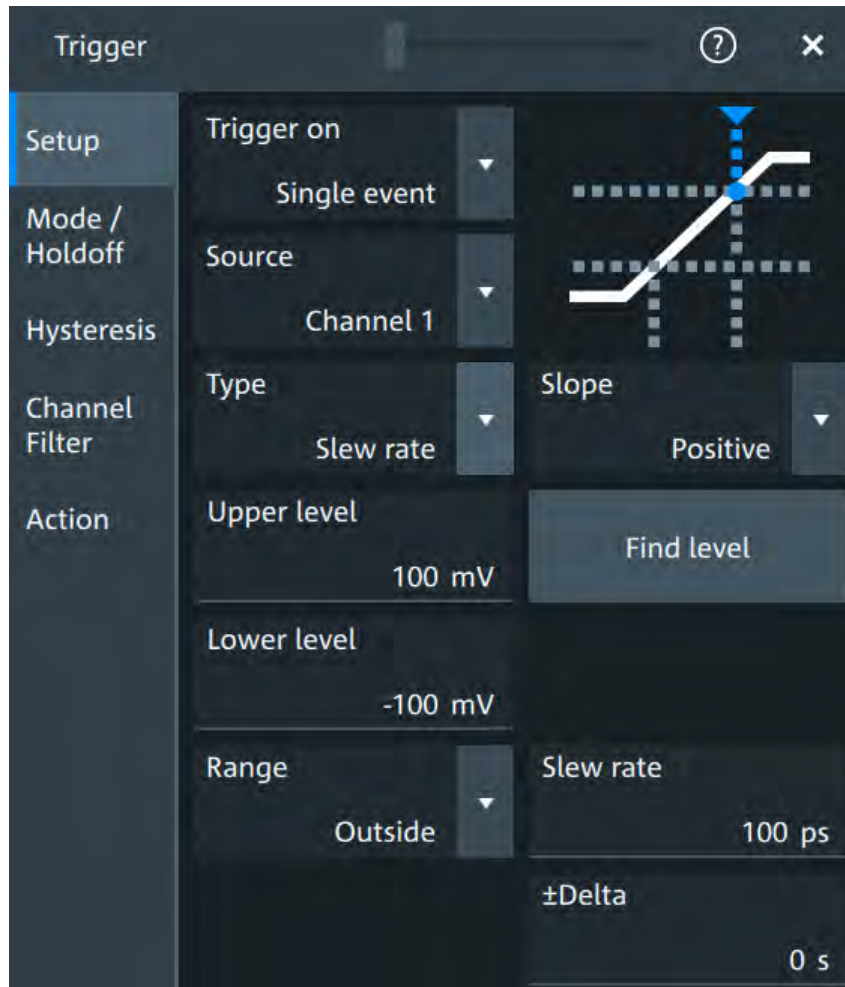 Trigger
?
Setup
Mode /
Holdoff
Hysteresis
Channel
Filter
Action
Trigger on
Single event
Source
Channel 1
Type
Slew rate
Slope
Positive
Upper level
100 mV
Find level
Lower level
-100 mV
Range
Outside
Slew rate
100 ps
±Delta
0 s